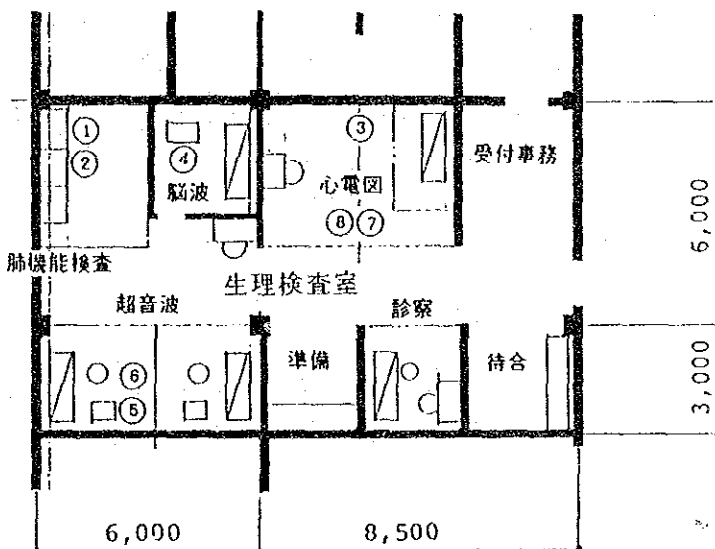 ①
②
③
④
脳波
心電図
受付事務
⑧ ⑦
6,000
肺機能検査
生理検査室
超音波
診察
準備
待合
⑥
⑤
3,000
6,000
8,500